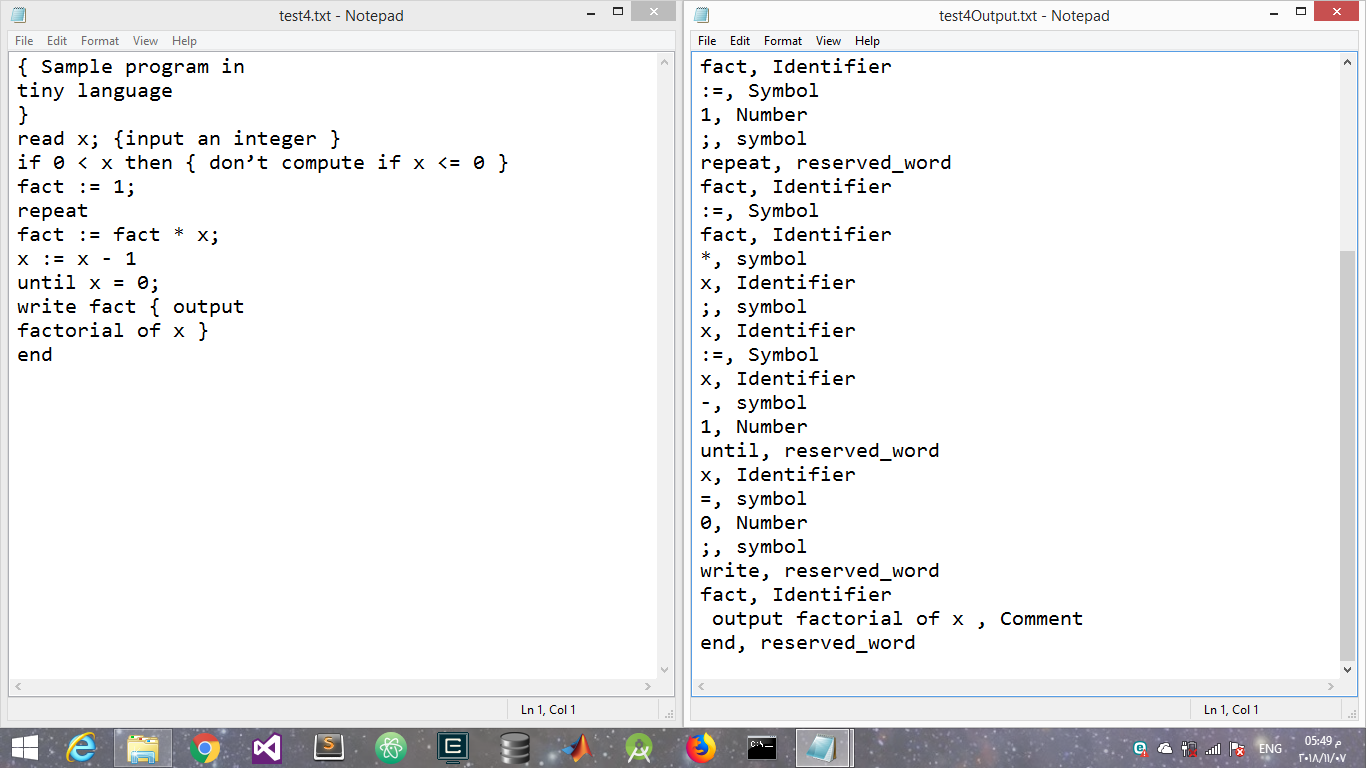 test4.txt - Notepad
File Edit Format View Help
{ Sample program in
tiny language
}
read x; {input an integer }
if 0 < x then { don’t compute if x <= 0 }
fact := 1;
repeat
fact := fact * x;
x := x - 1
until x = 0;
write fact { output
factorial of x }
end
Ln 1, Col 1
test4Output.txt - Notepad
File Edit Format View Help
fact, Identifier
:=, Symbol
1, Number
;, symbol
repeat, reserved_word
fact, Identifier
:=, Symbol
fact, Identifier
*, symbol
x, Identifier
;, symbol
x, Identifier
:=, Symbol
x, Identifier
-, symbol
1, Number
until, reserved_word
x, Identifier
=, symbol
0, Number
;, symbol
write, reserved_word
fact, Identifier
 output factorial of x , Comment
end, reserved_word
Ln 1, Col 1
ENG
05:49 م
٢٠١٨/١١/٠٧